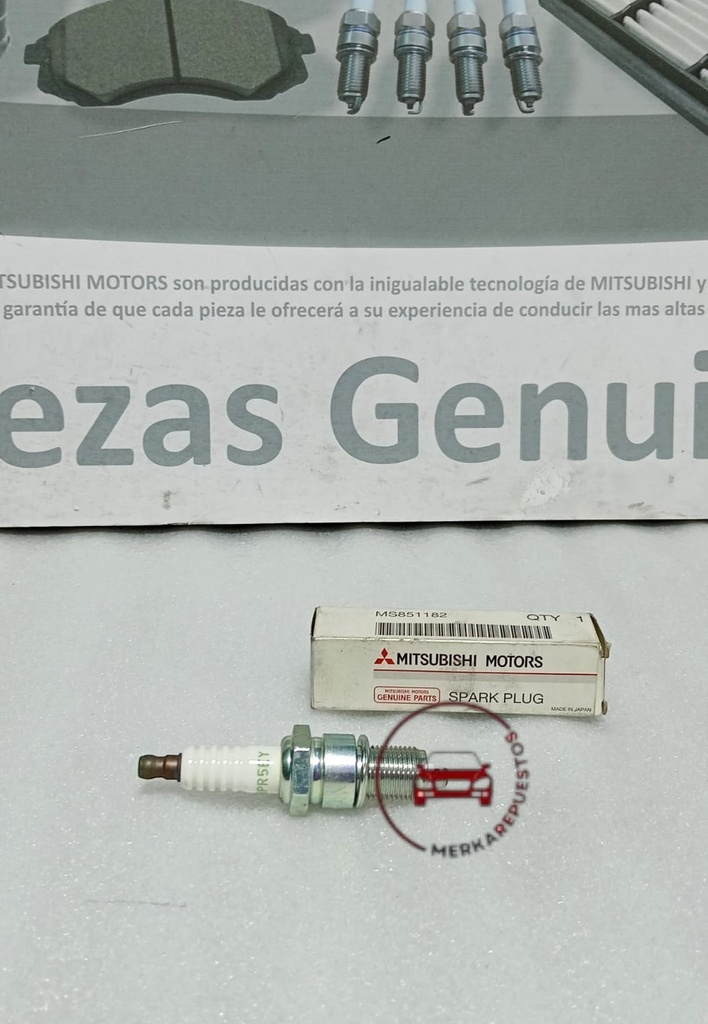 TSUBISHI MOTORS son producidas con la inigualable tecnología de MITSUBISHI y
garantía de que cada pieza le ofrecerá a su experiencia de conducir las mas altas
ezas Genui
MS851182 QTY 1
MITSUBISHI MOTORS
MITSUBISHI MOTORS
GENUINE PARTS
SPARK PLUG
MADE IN JAPAN
MERKAREPUESTOS